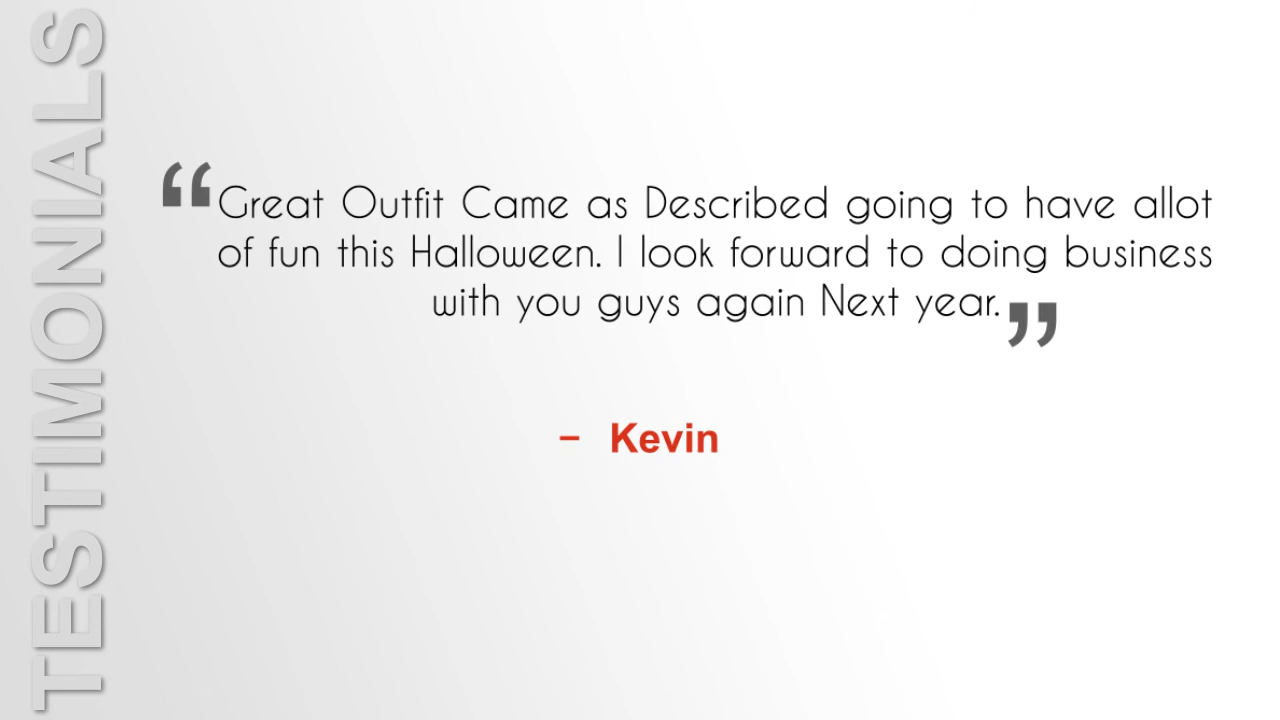 TESTIMONIALS
“Great Outfit Came as Described going to have allot
of fun this Halloween. I look forward to doing business
with you guys again Next year.”
– Kevin